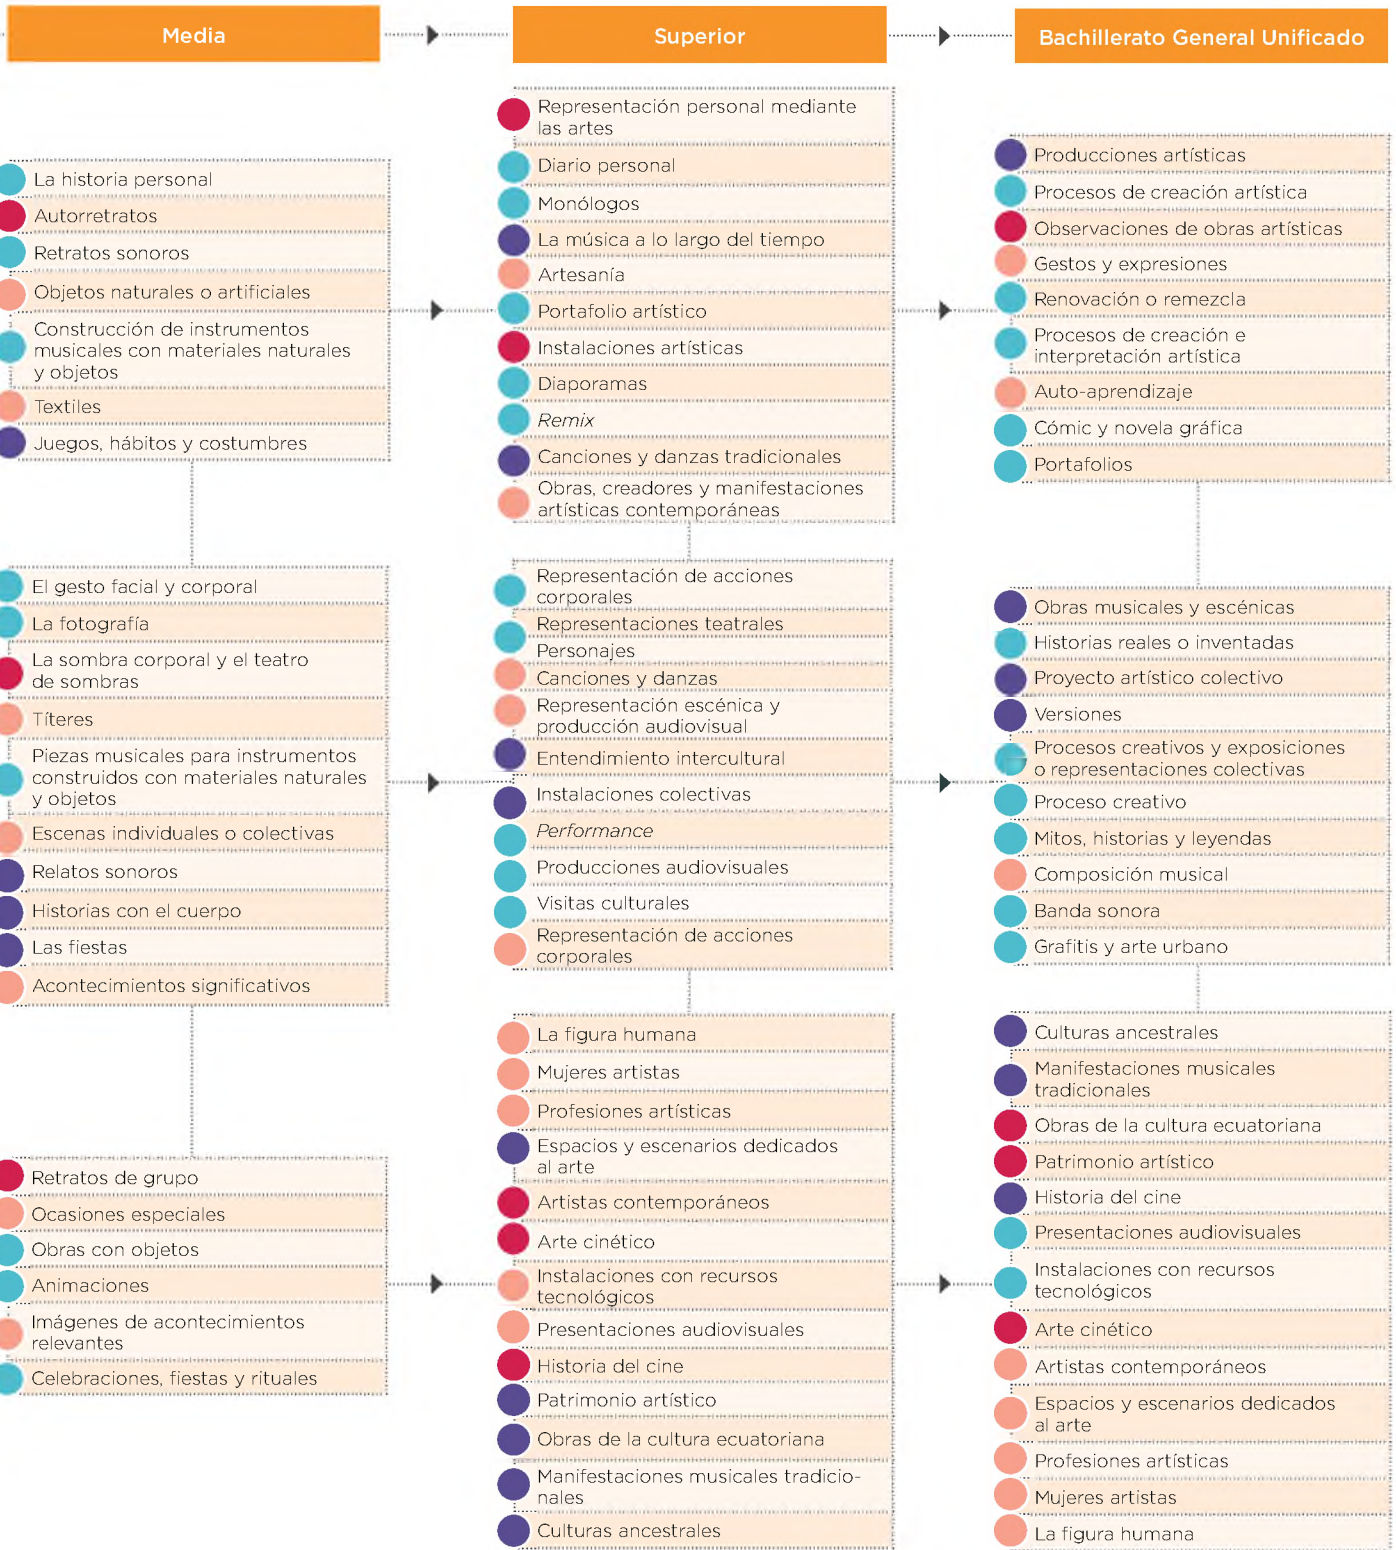 Media
Superior
Bachillerato General Unificado
La historia personal
Autorretratos
Retratos sonoros
Objetos naturales o artificiales
Construcción de instrumentos
musicales con materiales naturales
y objetos
Textiles
Juegos, hábitos y costumbres
El gesto facial y corporal
La fotografía
La sombra corporal y el teatro
de sombras
Títeres
Piezas musicales para instrumentos
construidos con materiales naturales
y objetos
Escenas individuales o colectivas
Relatos sonoros
Historias con el cuerpo
Las fiestas
Acontecimientos significativos
Retratos de grupo
Ocasiones especiales
Obras con objetos
Animaciones
Imágenes de acontecimientos
relevantes
Celebraciones, fiestas y rituales
Representación personal mediante
las artes
Diario personal
Monólogos
La música a lo largo del tiempo
Artesanía
Portafolio artístico
Instalaciones artísticas
Diaporamas
Remix
Canciones y danzas tradicionales
Obras, creadores y manifestaciones
artísticas contemporáneas
Representación de acciones
corporales
Representaciones teatrales
Personajes
Canciones y danzas
Representación escénica y
producción audiovisual
Entendimiento intercultural
Instalaciones colectivas
Performance
Producciones audiovisuales
Visitas culturales
Representación de acciones
corporales
La figura humana
Mujeres artistas
Profesiones artísticas
Espacios y escenarios dedicados
al arte
Artistas contemporáneos
Arte cinético
Instalaciones con recursos
tecnológicos
Presentaciones audiovisuales
Historia del cine
Patrimonio artístico
Obras de la cultura ecuatoriana
Manifestaciones musicales tradicio-
nales
Culturas ancestrales
Producciones artísticas
Procesos de creación artística
Observaciones de obras artísticas
Gestos y expresiones
Renovación o remezcla
Procesos de creación e
interpretación artística
Auto-aprendizaje
Cómic y novela gráfica
Portafolios
Obras musicales y escénicas
Historias reales o inventadas
Proyecto artístico colectivo
Versiones
Procesos creativos y exposiciones
o representaciones colectivas
Proceso creativo
Mitos, historias y leyendas
Composición musical
Banda sonora
Grafitis y arte urbano
Culturas ancestrales
Manifestaciones musicales
tradicionales
Obras de la cultura ecuatoriana
Patrimonio artístico
Historia del cine
Presentaciones audiovisuales
Instalaciones con recursos
tecnológicos
Arte cinético
Artistas contemporáneos
Espacios y escenarios dedicados
al arte
Profesiones artísticas
Mujeres artistas
La figura humana